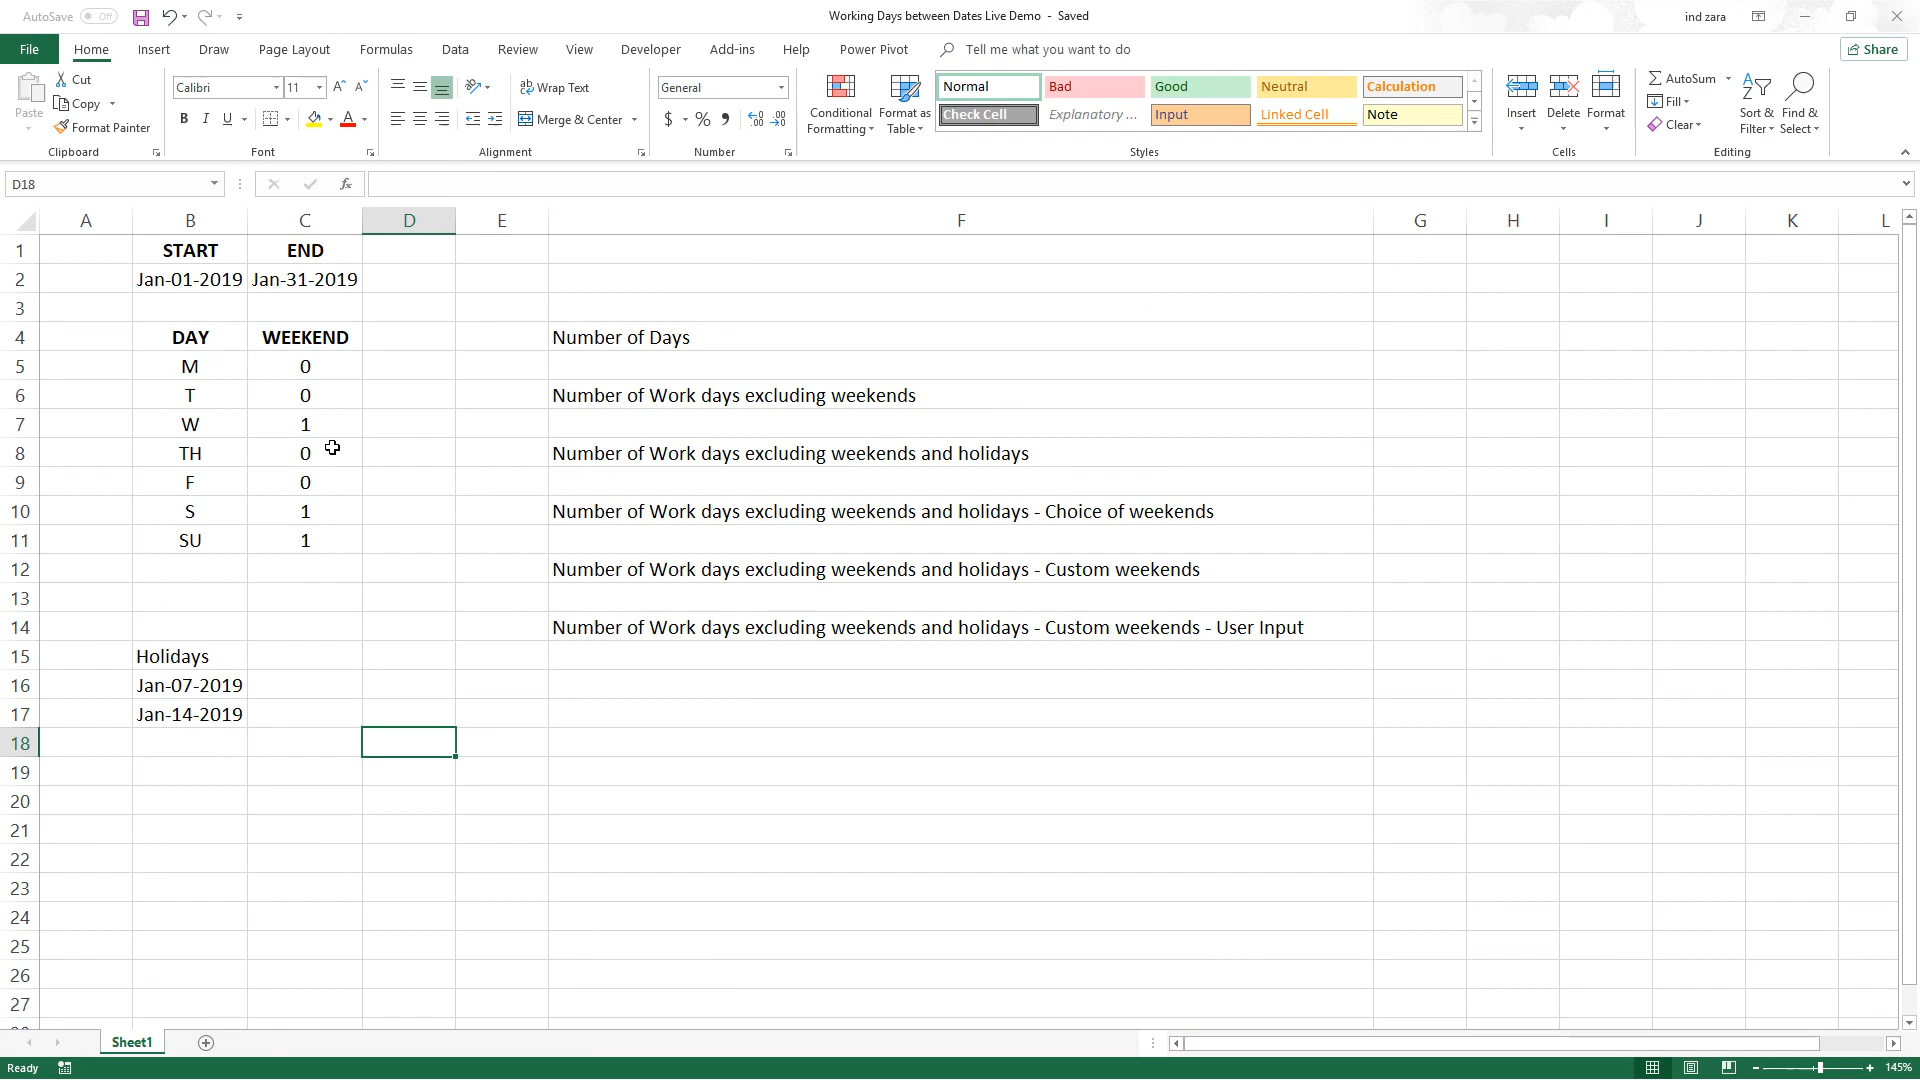 AutoSave Off Working Days between Dates Live Demo - Saved ind zara
File Home Insert Draw Page Layout Formulas Data Review View Developer Add-ins Help Power Pivot Tell me what you want to do Share
Paste Cut Copy Format Painter Clipboard
Calibri 11 A A B I U A Font
Wrap Text Merge & Center Alignment
General $ % Number
Conditional Formatting Format as Table
Normal Bad Good Neutral Calculation
Check Cell Explanatory ... Input Linked Cell Note
Styles
Insert Delete Format Cells
AutoSum Fill Clear Sort & Filter Find & Select Editing
D18 fx
A B C D E F G H I J K L
1 START END
2 Jan-01-2019 Jan-31-2019
3
4 DAY WEEKEND Number of Days
5 M 0
6 T 0 Number of Work days excluding weekends
7 W 1
8 TH 0 Number of Work days excluding weekends and holidays
9 F 0
10 S 1 Number of Work days excluding weekends and holidays - Choice of weekends
11 SU 1
12 Number of Work days excluding weekends and holidays - Custom weekends
13
14 Number of Work days excluding weekends and holidays - Custom weekends - User Input
15 Holidays
16 Jan-07-2019
17 Jan-14-2019
18
19
20
21
22
23
24
25
26
27
Sheet1
Ready 145%